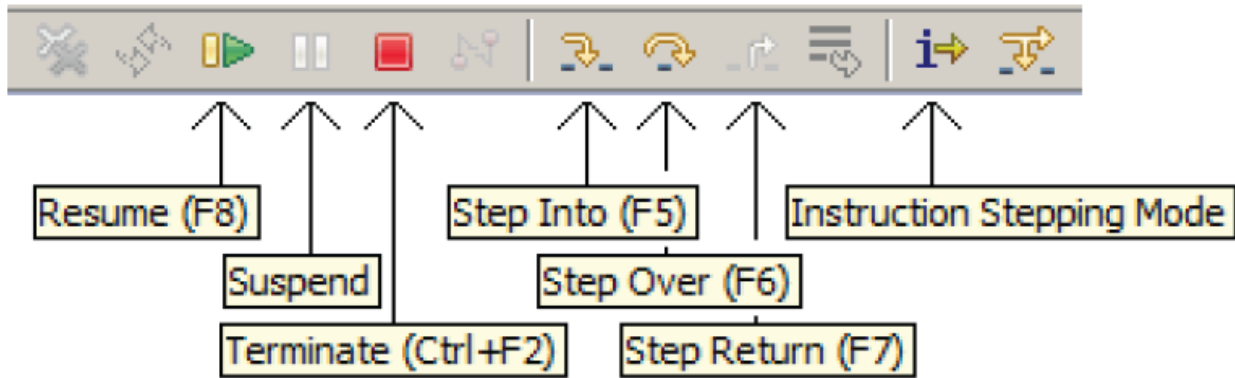 Resume (F8)
Step Into (F5)
Instruction Stepping Mode
Suspend
Step Over (F6)
Terminate (Ctrl+F2)
Step Return (F7)